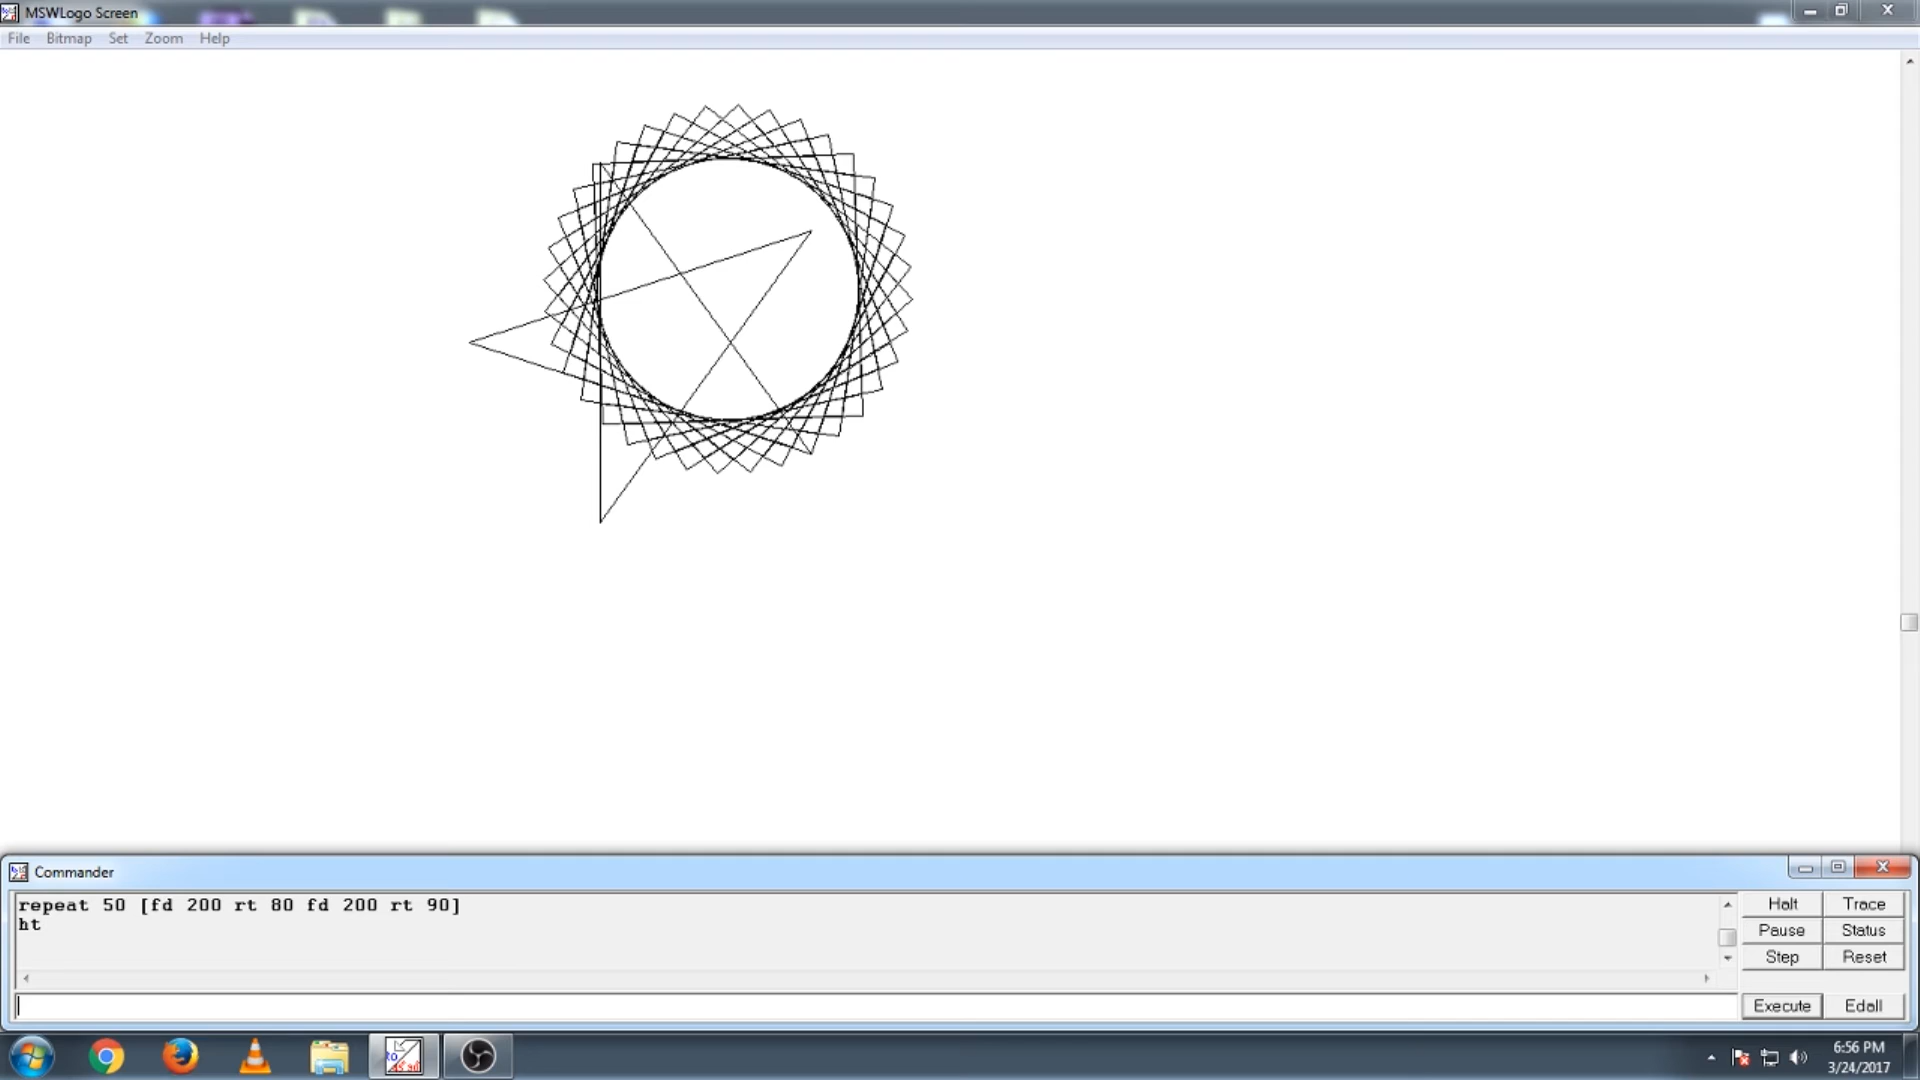 MSWLogo Screen
File Bitmap Set Zoom Help
Commander
repeat 50 [fd 200 rt 80 fd 200 rt 90]
ht
Halt Trace
Pause Status
Step Reset
Execute Edall
6:56 PM
3/24/2017